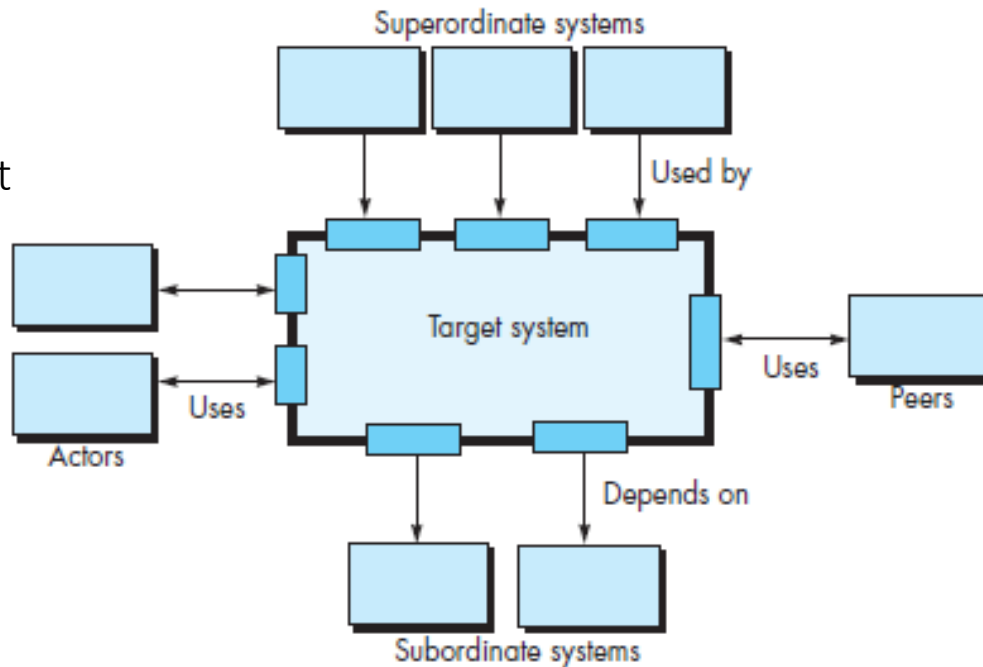 Superordinate systems
t
Used by
Target system
Uses
Peers
Uses
Actors
Depends on
Subordinate systems